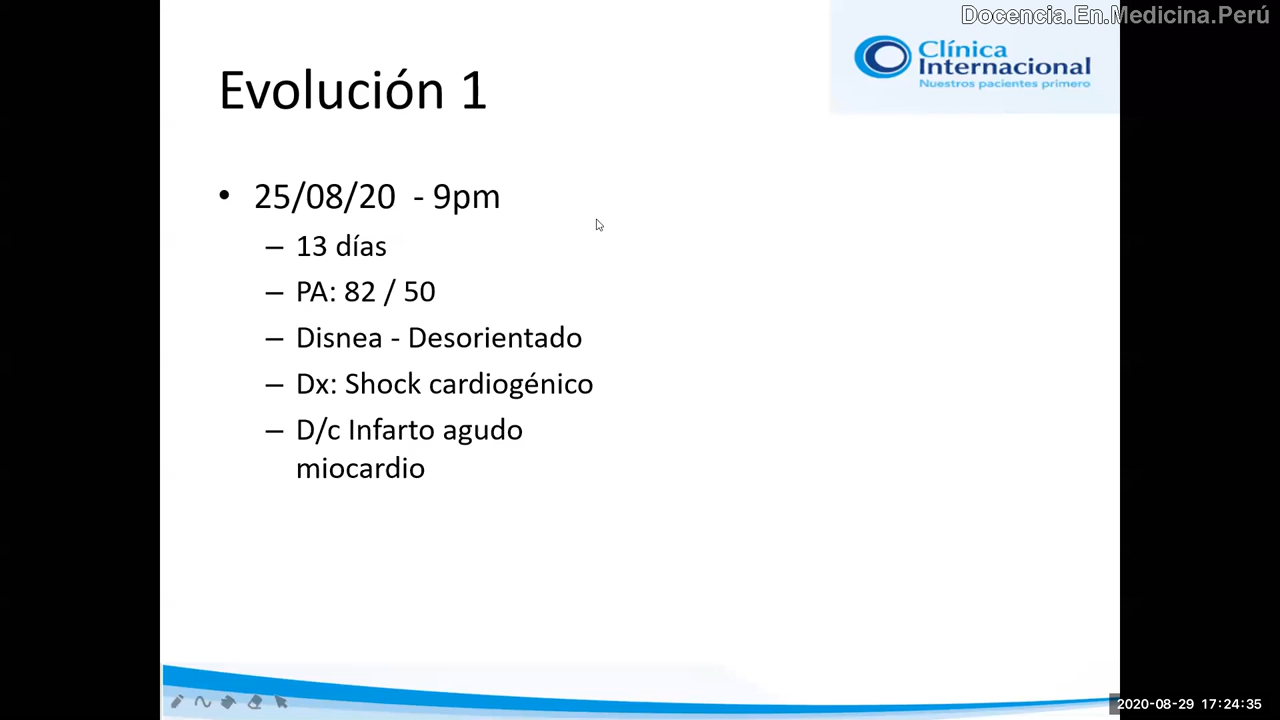 Docencia.En.Medicina.Perú
Clínica
Internacional
Nuestros pacientes primero
Evolución 1
• 25/08/20 - 9pm
– 13 días
– PA: 82 / 50
– Disnea - Desorientado
– Dx: Shock cardiogénico
– D/c Infarto agudo
miocardio
2020-08-29 17:24:35